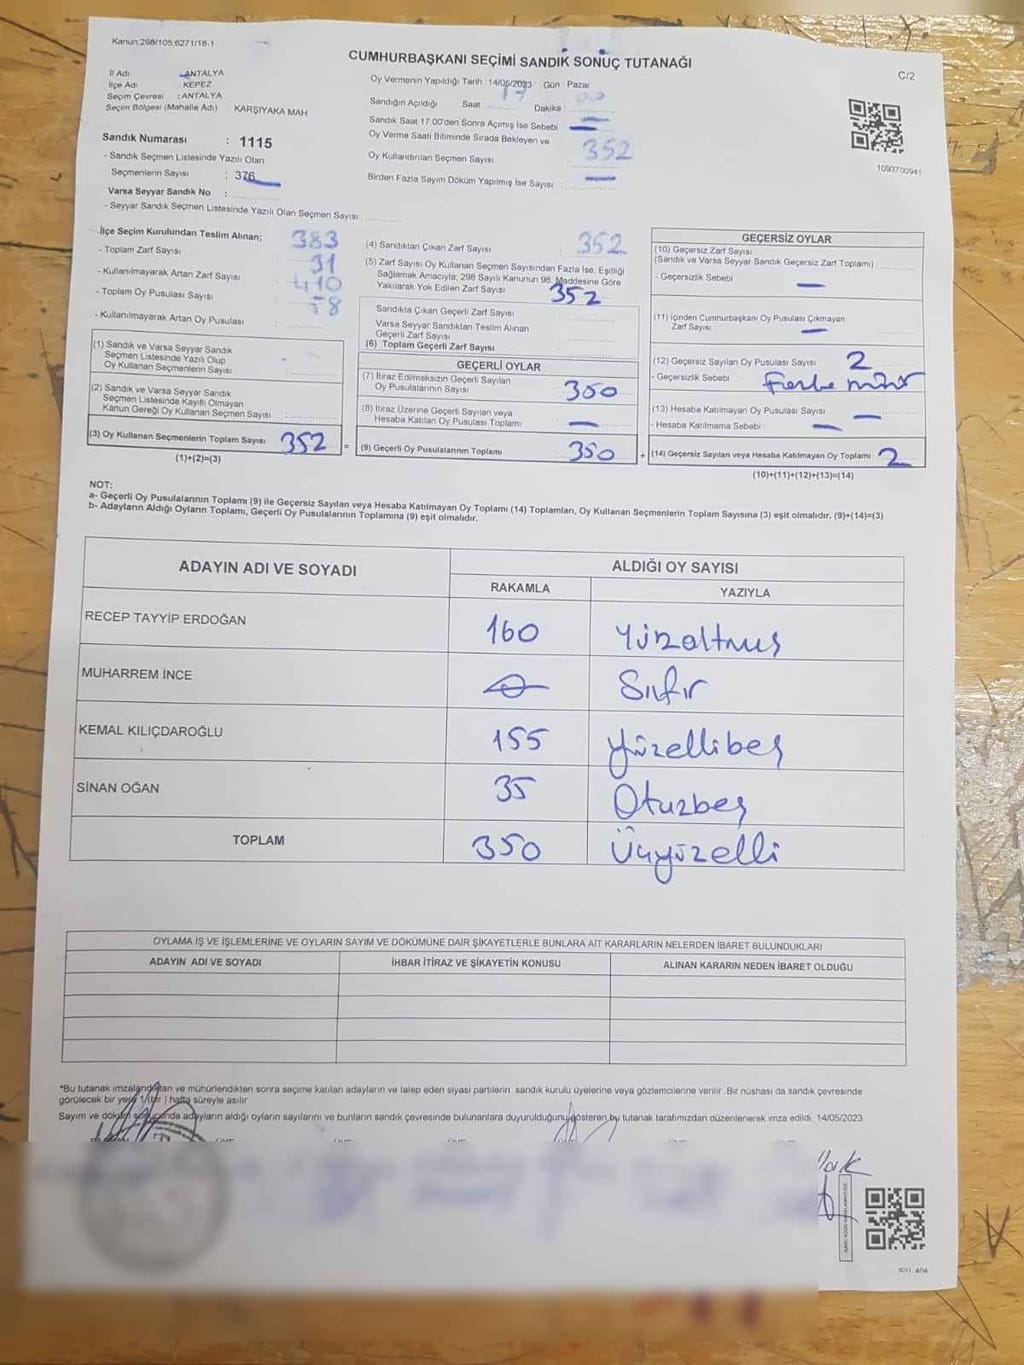 Kanun:298/105,6271/18-1
CUMHURBAŞKANI SEÇİMİ SANDIK SONUÇ TUTANAĞI
C/2
İl Adı : ANTALYA
İlçe Adı : KEPEZ
Seçim Çevresi : ANTALYA
Seçim Bölgesi (Mahalle Adı) KARŞIYAKA MAH
Oy Vermenin Yapıldığı Tarih :14/05/2023 Gün : Pazar
Sandığın Açıldığı Saat : 17 Dakika : 00
Sandık Saat 17.00'den Sonra Açımış İse Sebebi : —
Oy Verme Saati Bitiminde Sırada Bekleyen ve
Oy Kullandırılan Seçmen Sayısı : 352
Birden Fazla Sayım Döküm Yapılmış İse Sayısı : —
1093700941
Sandık Numarası : 1115
- Sandık Seçmen Listesinde Yazılı Olan
Seçmenlerin Sayısı : 376
Varsa Seyyar Sandık No :
- Seyyar Sandık Seçmen Listesinde Yazılı Olan Seçmen Sayısı:
İlçe Seçim Kurulundan Teslim Alınan;
- Toplam Zarf Sayısı : 383
- Kullanılmayarak Artan Zarf Sayısı : 31
- Toplam Oy Pusulası Sayısı : 410
- Kullanılmayarak Artan Oy Pusulası : 58
(1) Sandık ve Varsa Seyyar Sandık
Seçmen Listesinde Yazılı Olup
Oy Kullanan Seçmenlerin Sayısı :
(2) Sandık ve Varsa Seyyar Sandık
Seçmen Listesinde Kayıtlı Olmayan
Kanun Gereği Oy Kullanan Seçmen Sayısı :
(3) Oy Kullanan Seçmenlerin Toplam Sayısı 352 =
(1)+(2)=(3)
(4) Sandıktan Çıkan Zarf Sayısı : 352
(5) Zarf Sayısı Oy Kullanan Seçmen Sayısından Fazla İse, Eşitliği
Sağlamak Amacıyla; 298 Sayılı Kanunun 98. Maddesine Göre
Yakılarak Yok Edilen Zarf Sayısı :
352
Sandıkta Çıkan Geçerli Zarf Sayısı :
Varsa Seyyar Sandıktan Teslim Alınan
Geçerli Zarf Sayısı :
(6) Toplam Geçerli Zarf Sayısı :
GEÇERLİ OYLAR
(7) İtiraz Edilmeksizin Geçerli Sayılan
Oy Pusulalarının Sayısı : 350
(8) İtiraz Üzerine Geçerli Sayılan veya
Hesaba Katılan Oy Pusulası Toplamı : —
(9) Geçerli Oy Pusulalarının Toplamı : 350 +
GEÇERSİZ OYLAR
(10) Geçersiz Zarf Sayısı
(Sandık ve Varsa Seyyar Sandık Geçersiz Zarf Toplamı) :
- Geçersizlik Sebebi : —
(11) İçinden Cumhurbaşkanı Oy Pusulası Çıkmayan
Zarf Sayısı : —
(12) Geçersiz Sayılan Oy Pusulası Sayısı : 2
- Geçersizlik Sebebi : mühür
(13) Hesaba Katılmayan Oy Pusulası Sayısı : —
- Hesaba Katılmama Sebebi : —
(14) Geçersiz Sayılan veya Hesaba Katılmayan Oy Toplamı : 2
(10)+(11)+(12)+(13)=(14)
NOT:
a- Geçerli Oy Pusulalarının Toplamı (9) ile Geçersiz Sayılan veya Hesaba Katılmayan Oy Toplamı (14) Toplamları, Oy Kullanan Seçmenlerin Toplam Sayısına (3) eşit olmalıdır. (9)+(14)=(3)
b- Adayların Aldığı Oyların Toplamı, Geçerli Oy Pusulalarının Toplamına (9) eşit olmalıdır.
ADAYIN ADI VE SOYADI ALDIĞI OY SAYISI
RAKAMLA YAZIYLA
RECEP TAYYİP ERDOĞAN 160 Yüzaltmış
MUHARREM İNCE 0 Sıfır
KEMAL KILIÇDAROĞLU 155 Yüzellibeş
SİNAN OĞAN 35 Otuzbeş
TOPLAM 350 Üçyüzelli
OYLAMA İŞ VE İŞLEMLERİNE VE OYLARIN SAYIM VE DÖKÜMÜNE DAİR ŞİKAYETLERLE BUNLARA AİT KARARLARIN NELERDEN İBARET BULUNDUKLARI
ADAYIN ADI VE SOYADI İHBAR İTİRAZ VE ŞİKAYETİN KONUSU ALINAN KARARIN NEDEN İBARET OLDUĞU
*Bu tutanak imzalandıktan ve mühürlendikten sonra seçime katılan adayların ve talep eden siyasi partilerin sandık kurulu üyelerine veya gözlemcilerine verilir. Bir nüshası da sandık çevresinde
görülecek bir yere 1 (bir) hafta süreyle asılır.
Sayım ve döküm sonucunda adayların aldığı oyların sayılarını ve bunların sandık çevresinde bulunanlara duyurulduğunu gösteren bu tutanak tarafımızdan düzenlenerek imza edildi. 14/05/2023